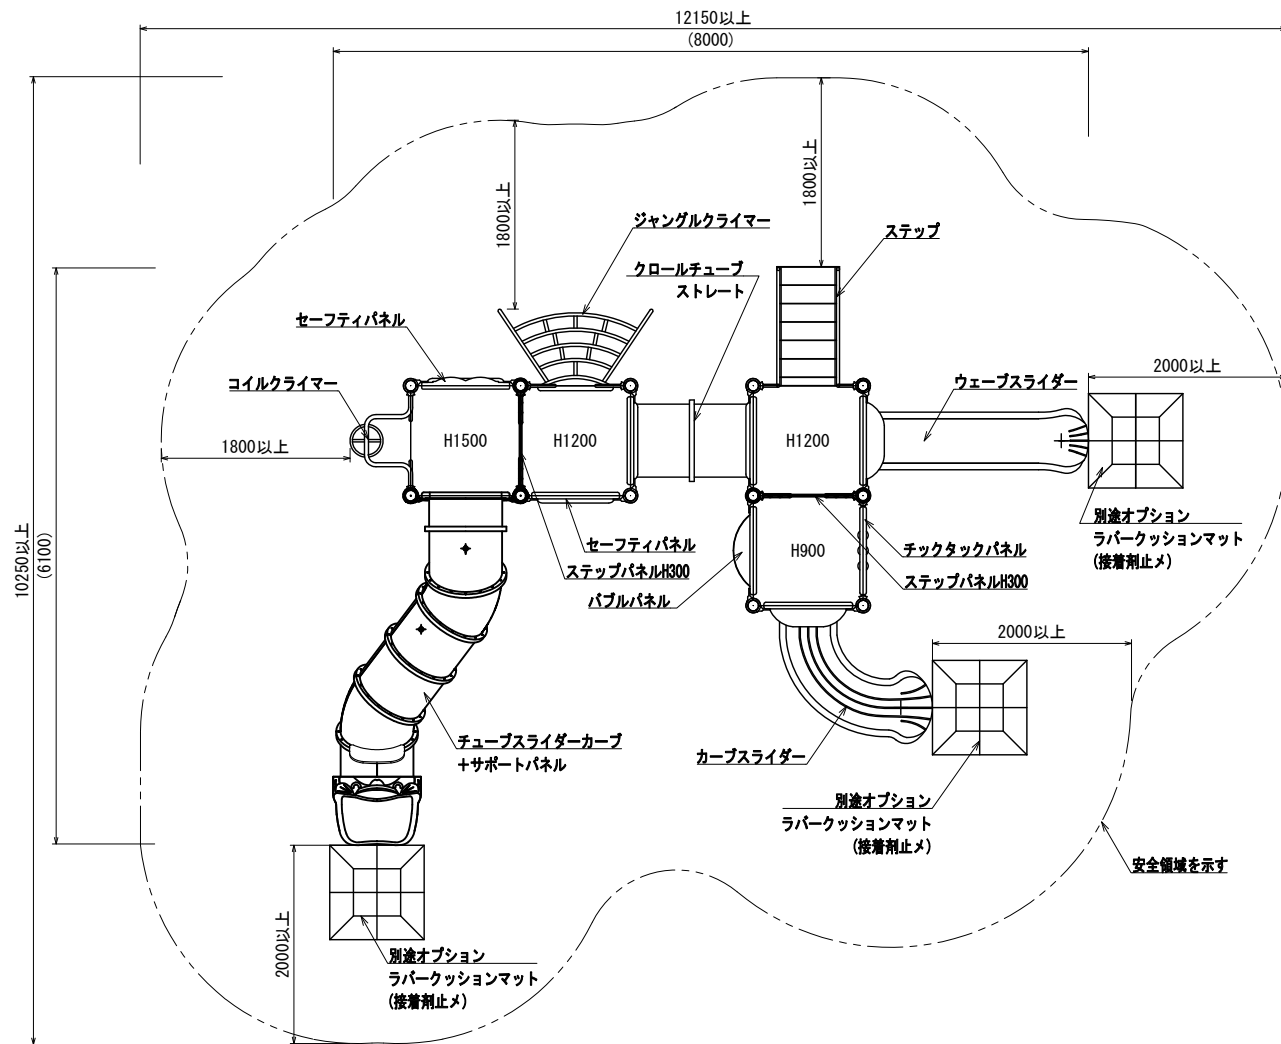 12150以上
(8000)
10250以上
(6100)
1800以上
1800以上
ジャングルクライマー
ステップ
クロールチューブ
ストレート
セーフティパネル
コイルクライマー
ウェーブスライダー
2000以上
H1500
H1200
H1200
1800以上
別途オプション
ラバークッションマット
(接着剤止メ)
セーフティパネル
ステップパネルH300
バブルパネル
H900
チックタックパネル
ステップパネルH300
2000以上
チューブスライダーカーブ
+サポートパネル
カーブスライダー
別途オプション
ラバークッションマット
(接着剤止メ)
安全領域を示す
2000以上
別途オプション
ラバークッションマット
(接着剤止メ)